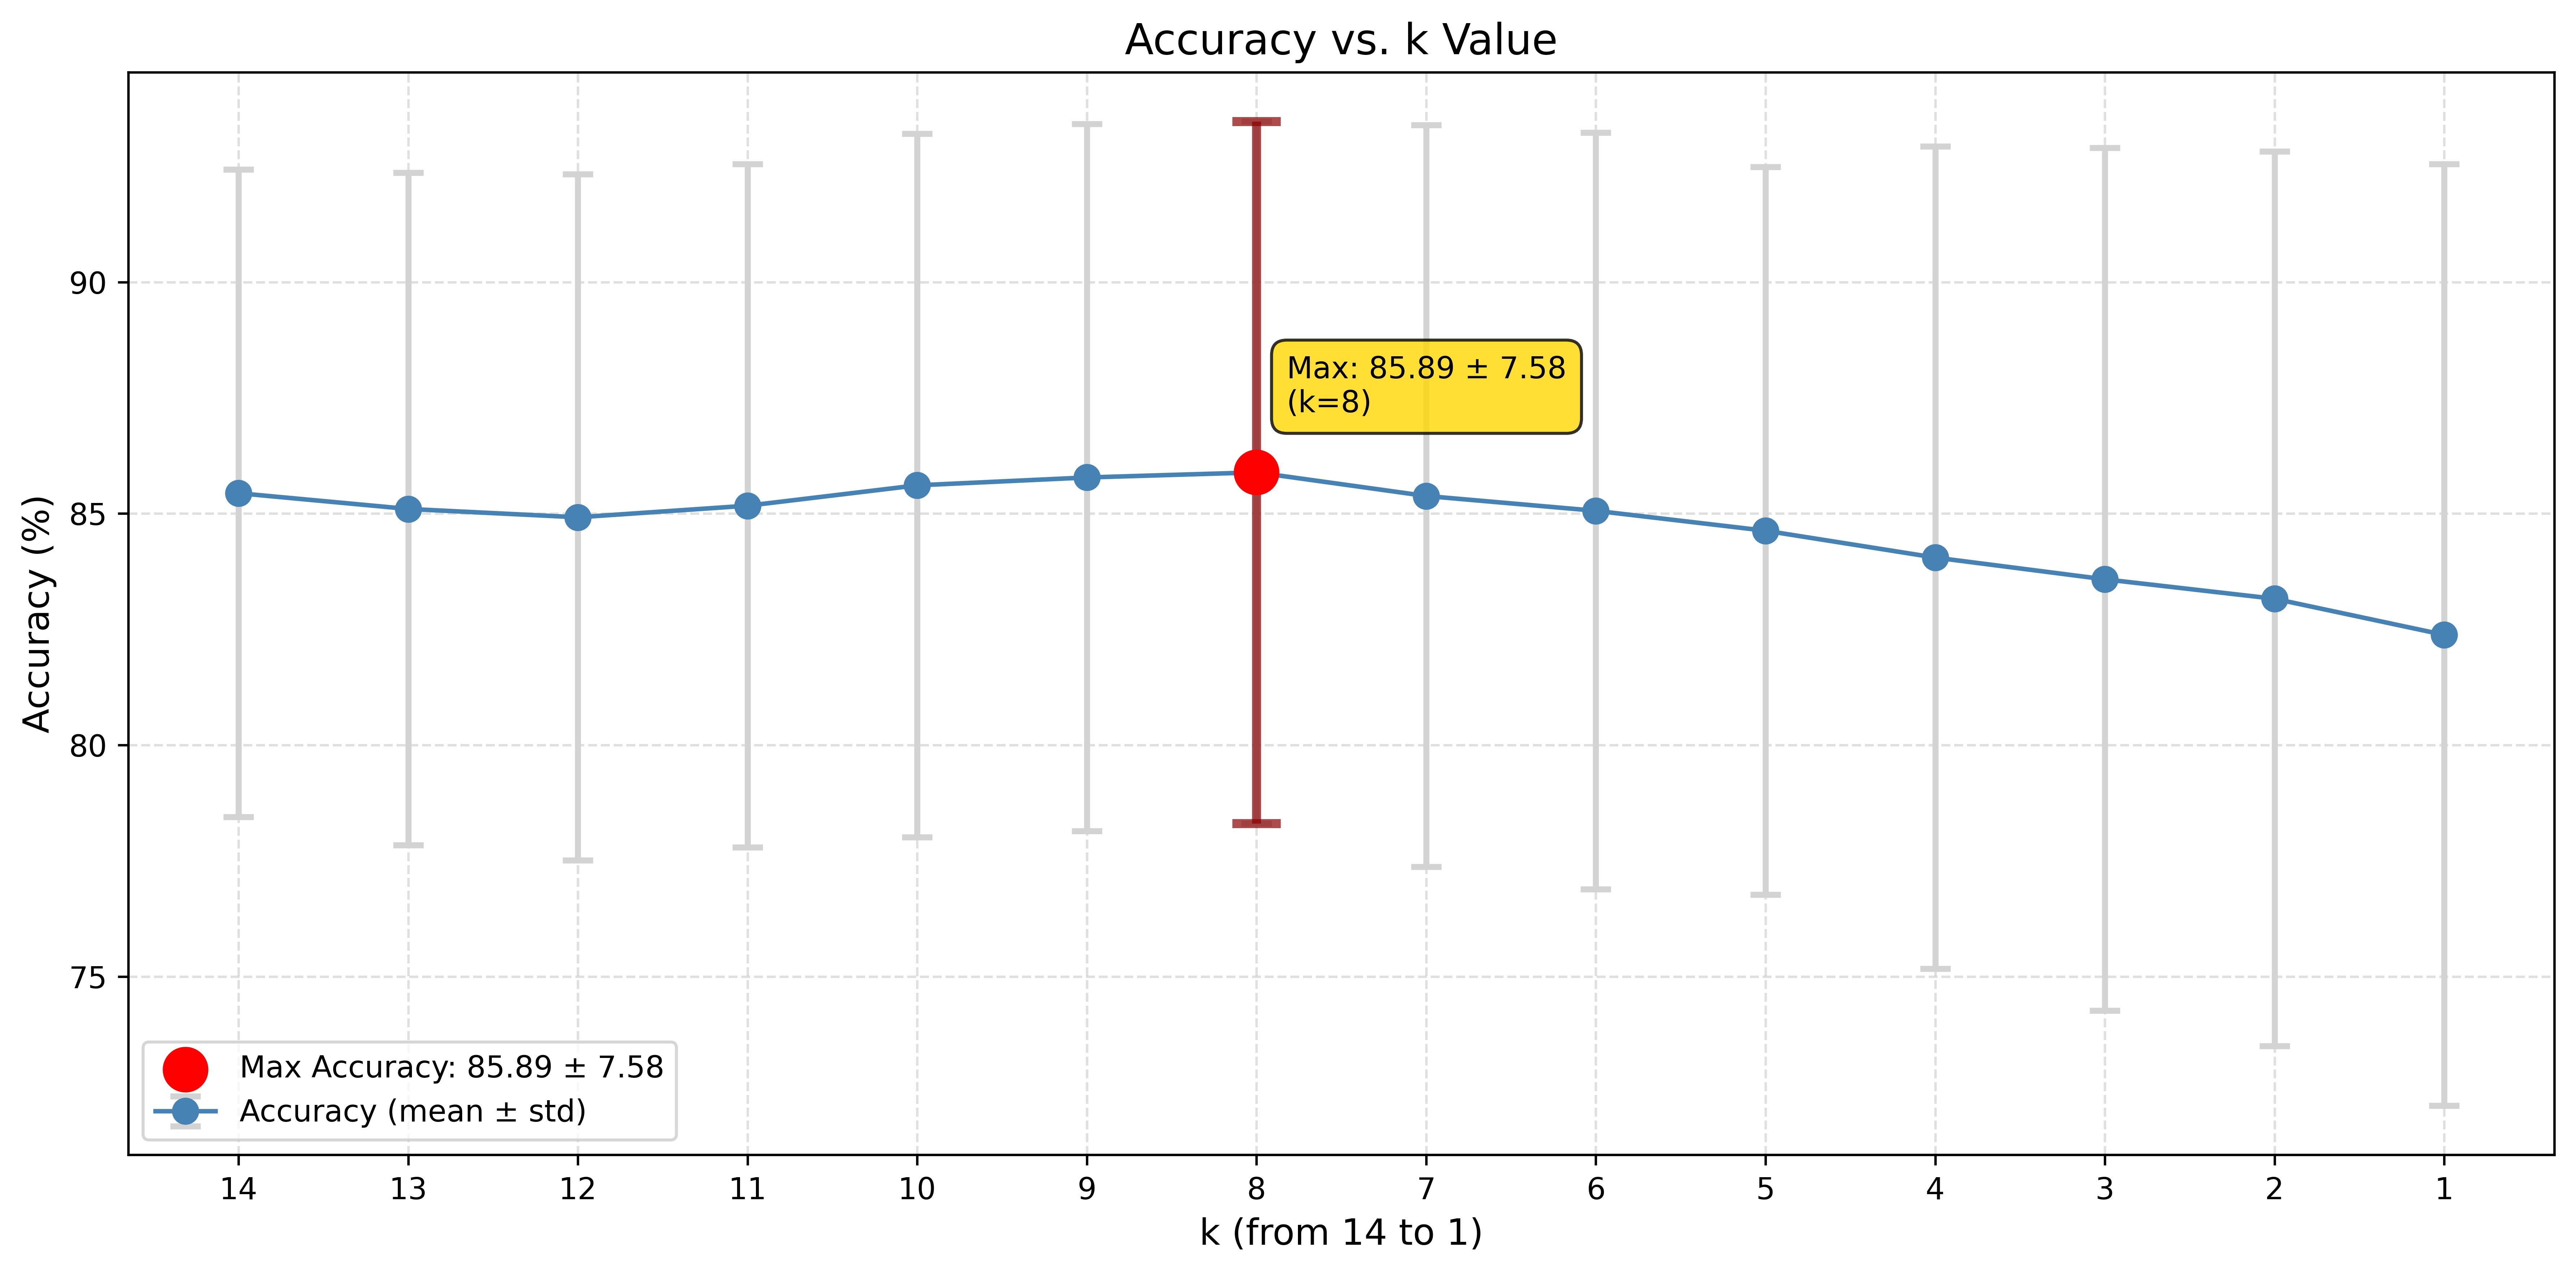 Accuracy vs. k Value
Accuracy (%)
90
85
80
75
Max: 85.89 ± 7.58
(k=8)
Max Accuracy: 85.89 ± 7.58
Accuracy (mean ± std)
14 13 12 11 10 9 8 7 6 5 4 3 2 1
k (from 14 to 1)